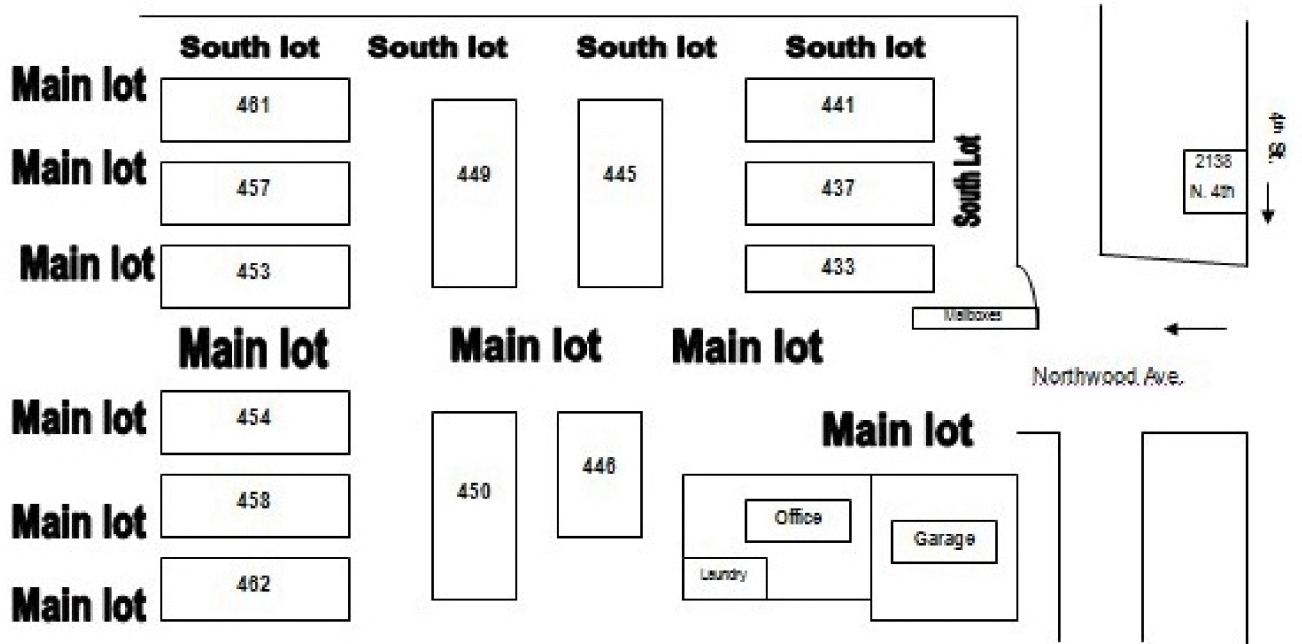 South lot South lot South lot South lot
Main lot 461 441
Main lot 457 449 445 437 South Lot 2138 4th St.
N. 4th
Main lot 453 433
Mailboxes
Main lot Main lot Main lot
Northwood Ave.
Main lot 454 Main lot
446
Main lot 458 450 Office Garage
Main lot 462 Laundry